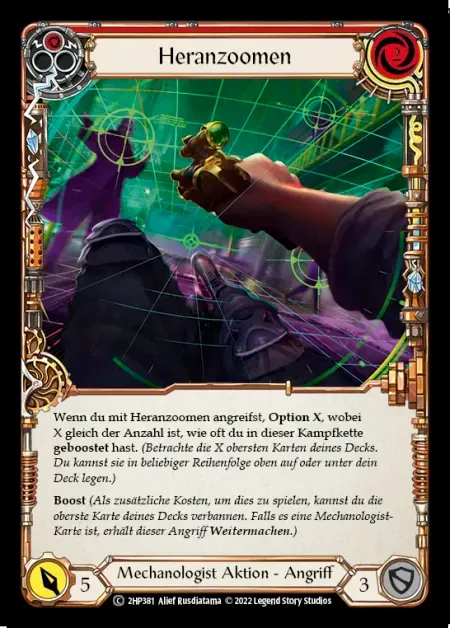 Heranzoomen
2
Wenn du mit Heranzoomen angreifst, Option X, wobei
X gleich der Anzahl ist, wie oft du in dieser Kampfkette
geboostet hast. (Betrachte die X obersten Karten deines Decks.
Du kannst sie in beliebiger Reihenfolge oben auf oder unter dein
Deck legen.)
Boost (Als zusätzliche Kosten, um dies zu spielen, kannst du die
oberste Karte deines Decks verbannen. Falls es eine Mechanologist-
Karte ist, erhält dieser Angriff Weitermachen.)
5 Mechanologist Aktion - Angriff 3
C 2HP381 Alief Rusdiatama © 2022 Legend Story Studios